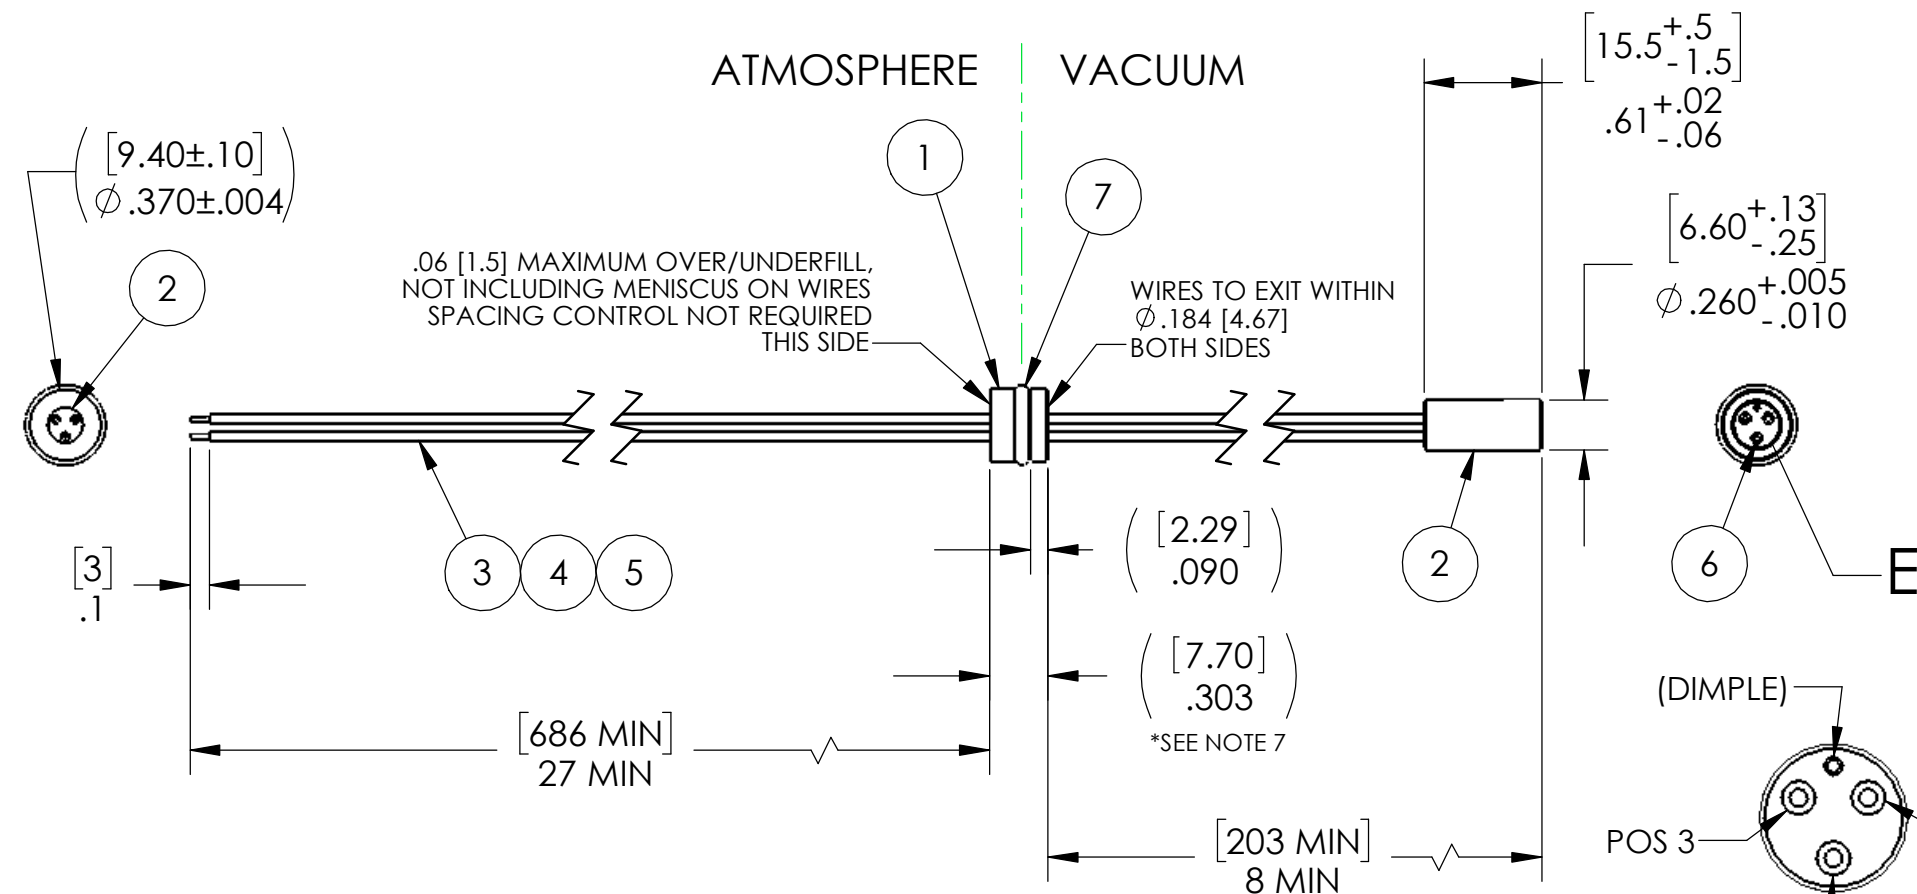 ATMOSPHERE VACUUM
[15.5 +.5 -1.5]
.61 +.02 -.06
[9.40±.10]
⌀ .370±.004
1
7
2
[6.60 +.13 -.25]
⌀ .260 +.005 -.010
.06 [1.5] MAXIMUM OVER/UNDERFILL,
NOT INCLUDING MENISCUS ON WIRES
SPACING CONTROL NOT REQUIRED
THIS SIDE
WIRES TO EXIT WITHIN
⌀ .184 [4.67]
BOTH SIDES
[3]
.1
3 4 5
([2.29]
.090)
2
6
E
([7.70]
.303)
*SEE NOTE 7
[686 MIN]
27 MIN
(DIMPLE)
POS 3
[203 MIN]
8 MIN